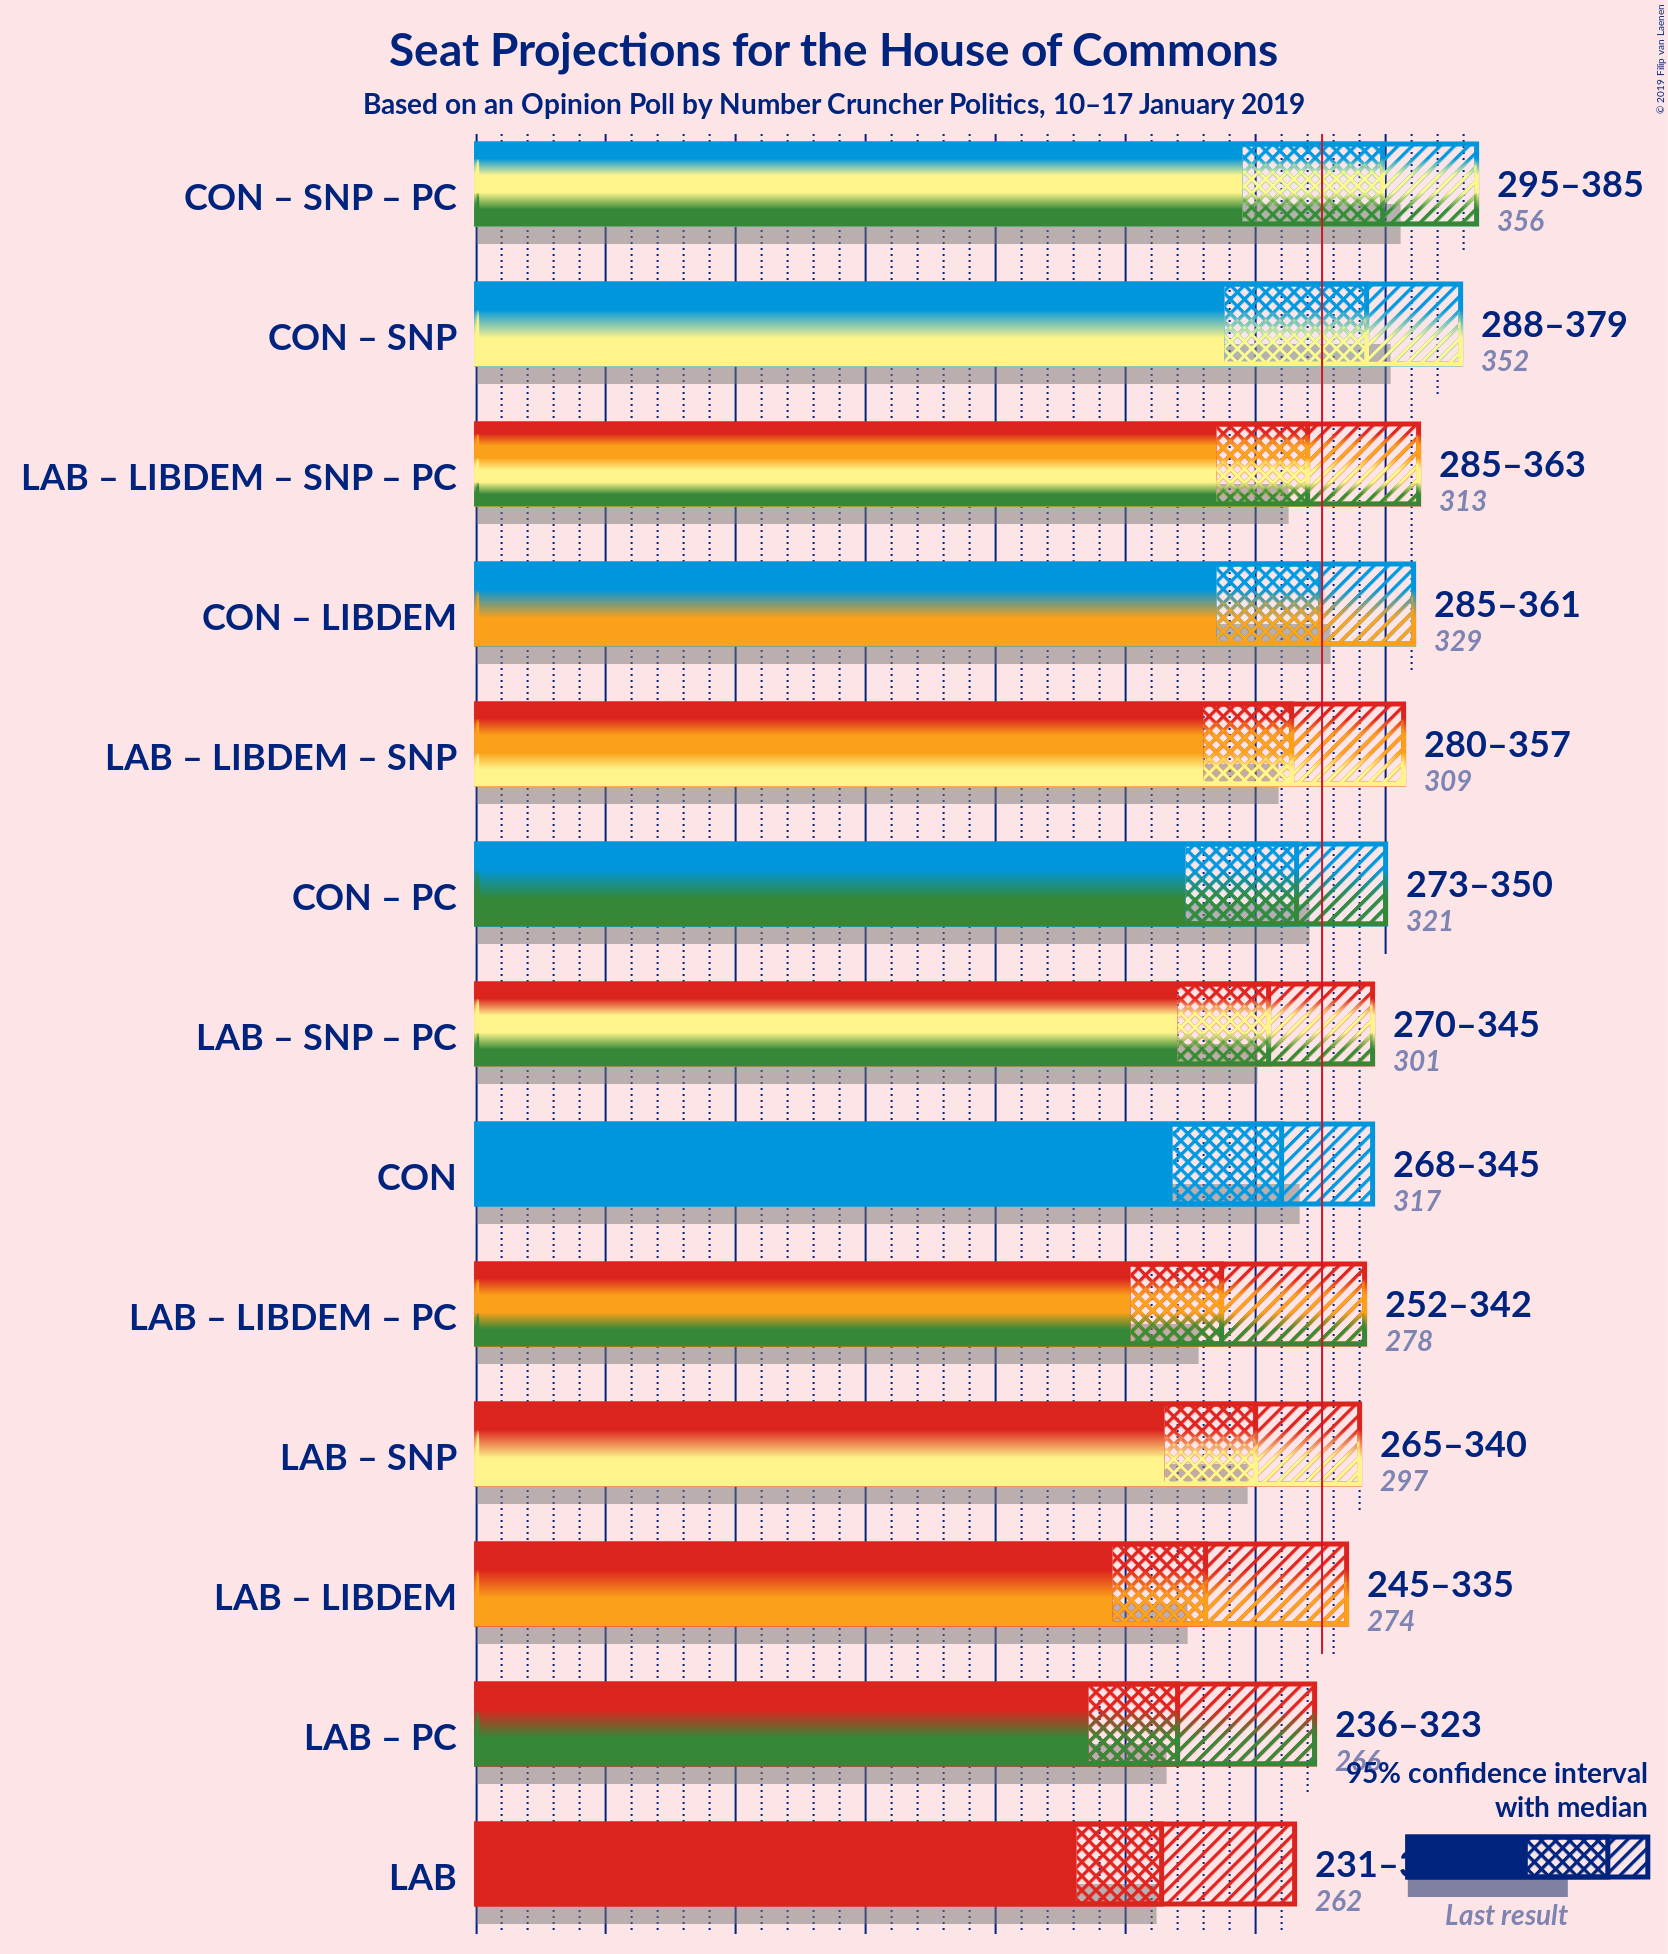 Seat Projections for the House of Commons
Based on an Opinion Poll by Number Cruncher Politics, 10–17 January 2019
© 2019 Filip van Laenen
CON – SNP – PC
295–385
356
CON – SNP
288–379
352
LAB – LIBDEM – SNP – PC
285–363
313
CON – LIBDEM
285–361
329
LAB – LIBDEM – SNP
280–357
309
CON – PC
273–350
321
LAB – SNP – PC
270–345
301
CON
268–345
317
LAB – LIBDEM – PC
252–342
278
LAB – SNP
265–340
297
LAB – LIBDEM
245–335
274
LAB – PC
236–323
266
95% confidence interval
with median
LAB
231–
262
Last result